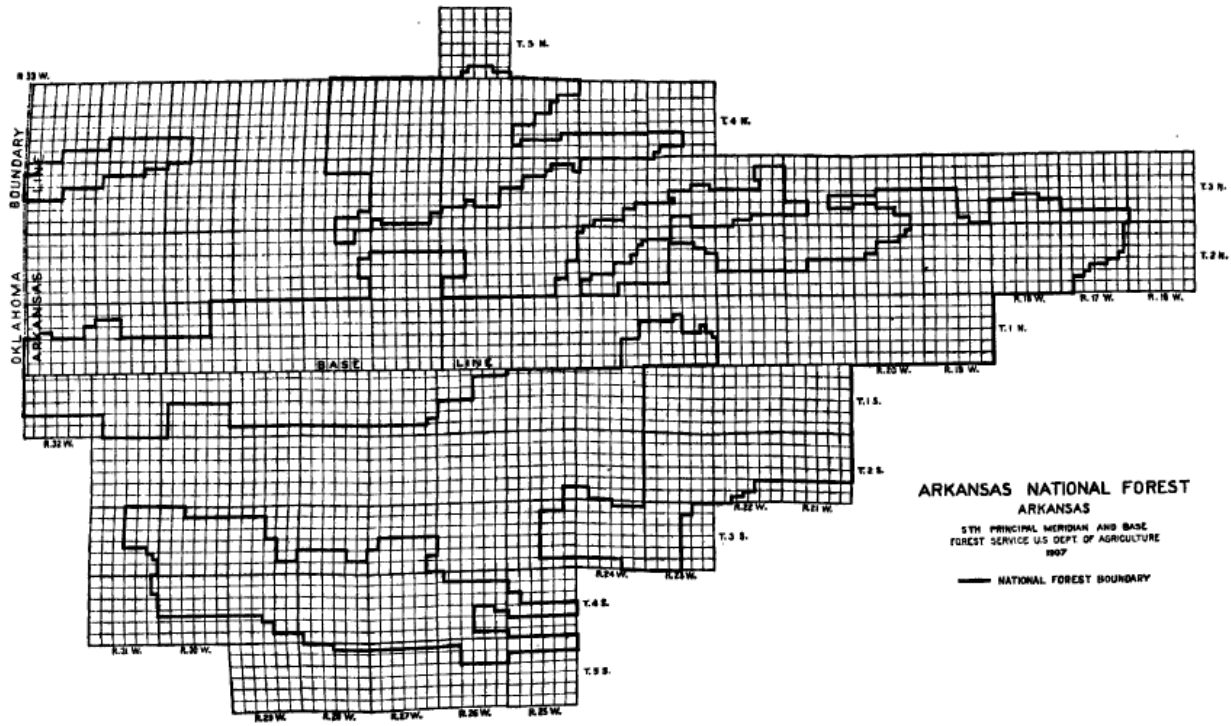 T. 5 N.
R. 33 W.
T. 4 N.
BOUNDARY
LINE
T. 3 N.
OKLAHOMA
ARKANSAS
T. 2 N.
R. 18 W. R. 17 W. R. 16 W.
T. 1 N.
BASE LINE
R. 20 W. R. 19 W.
T. 1 S.
R. 32 W.
T. 2 S.
R. 22 W. R. 21 W.
T. 3 S.
R. 24 W. R. 23 W.
T. 4 S.
R. 31 W. R. 30 W.
T. 5 S.
R. 29 W. R. 28 W. R. 27 W. R. 26 W. R. 25 W.
ARKANSAS NATIONAL FOREST
ARKANSAS
5TH PRINCIPAL MERIDIAN AND BASE
FOREST SERVICE U.S. DEPT. OF AGRICULTURE
1907
NATIONAL FOREST BOUNDARY